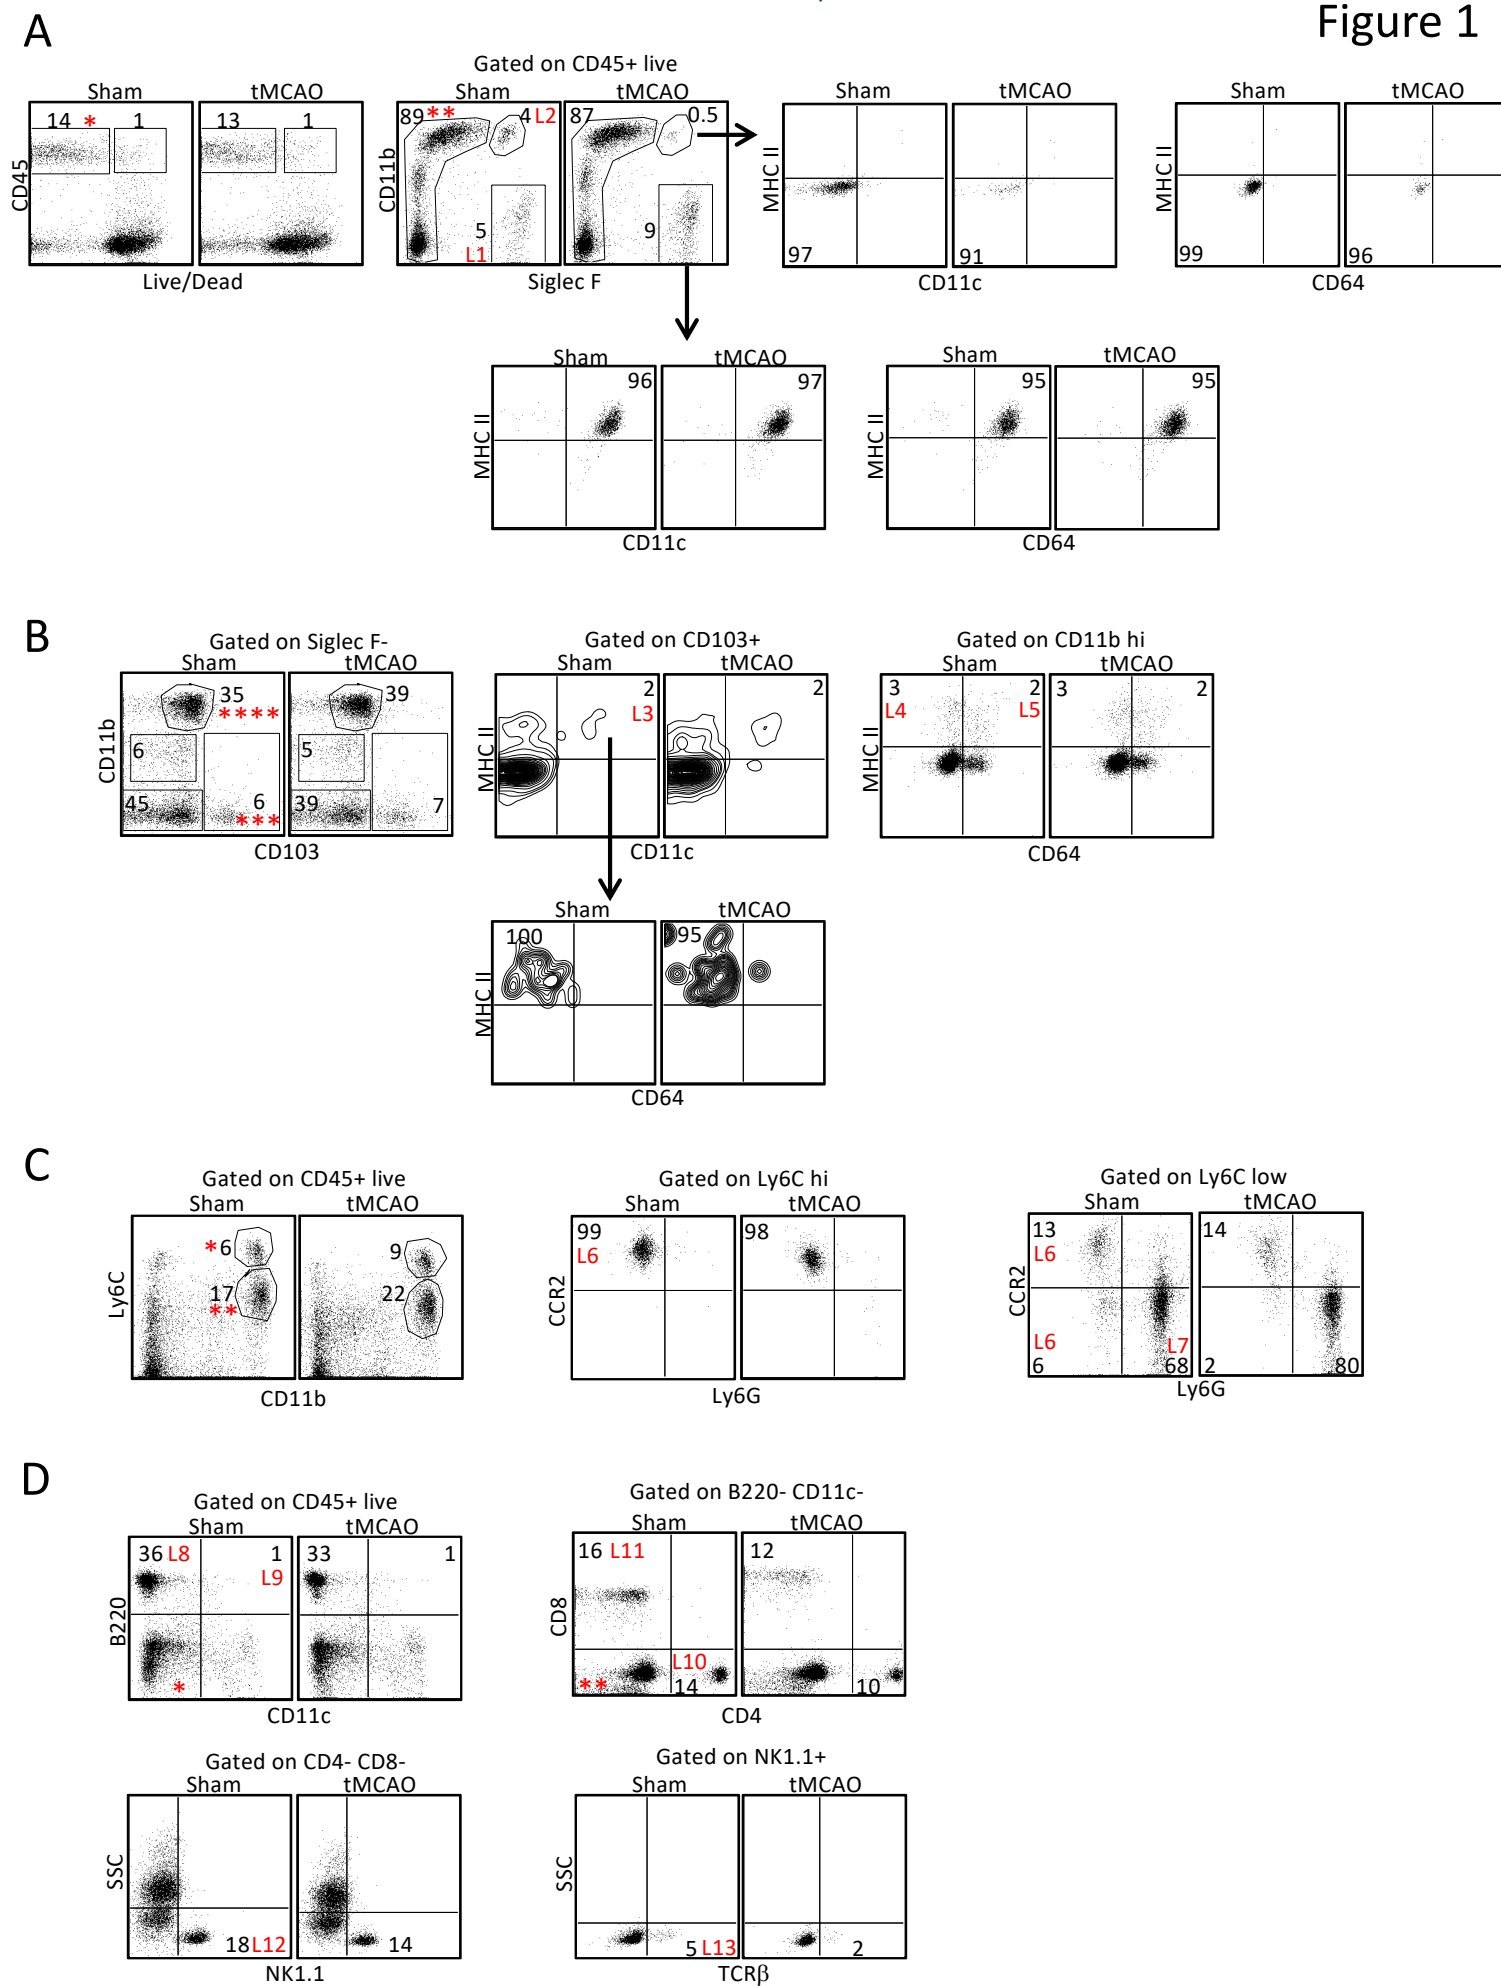 Figure 1
A
Gated on CD45+ live
Sham tMCAO Sham tMCAO Sham tMCAO Sham tMCAO
14 * 1 13 1 89 ** 4 L2 87 0.5
CD45 CD11b MHC II MHC II
5 9
L1
97 91 99 96
Live/Dead Siglec F CD11c CD64
Sham tMCAO Sham tMCAO
96 97 95 95
MHC II MHC II
CD11c CD64
B
Gated on Siglec F- Gated on CD103+ Gated on CD11b hi
Sham tMCAO Sham tMCAO Sham tMCAO
35 39 2 2 3 2 3 2
**** L3 L4 L5
CD11b MHC II MHC II
6 5
45 6 39 7
***
CD103 CD11c CD64
Sham tMCAO
100 95
MHC II
CD64
C
Gated on CD45+ live Gated on Ly6C hi Gated on Ly6C low
Sham tMCAO Sham tMCAO Sham tMCAO
*6 9 99 98 13 14
L6 L6
Ly6C CCR2 CCR2
17 22
**
L6 L7
6 68 2 80
CD11b Ly6G Ly6G
D
Gated on CD45+ live Gated on B220- CD11c-
Sham tMCAO Sham tMCAO
36 L8 1 33 1 16 L11 12
L9
B220 CD8
* ** L10
14 10
CD11c CD4
Gated on CD4- CD8- Gated on NK1.1+
Sham tMCAO Sham tMCAO
SSC SSC
18 L12 14 5 L13 2
NK1.1 TCRβ